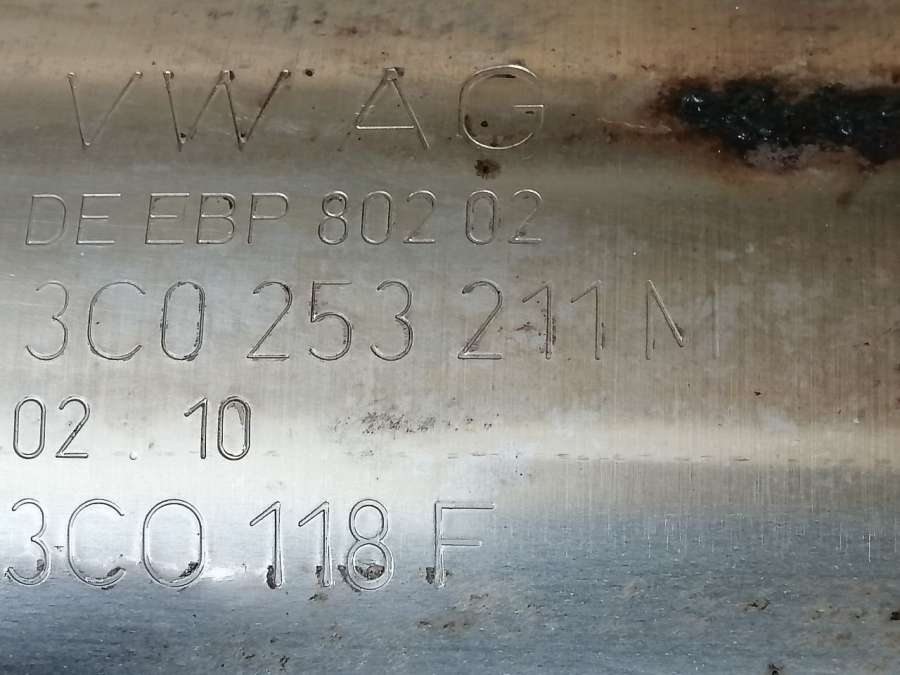 VW AG
DE EBP 802 02
3C0 253 211 M
02 10
3C0 118 F